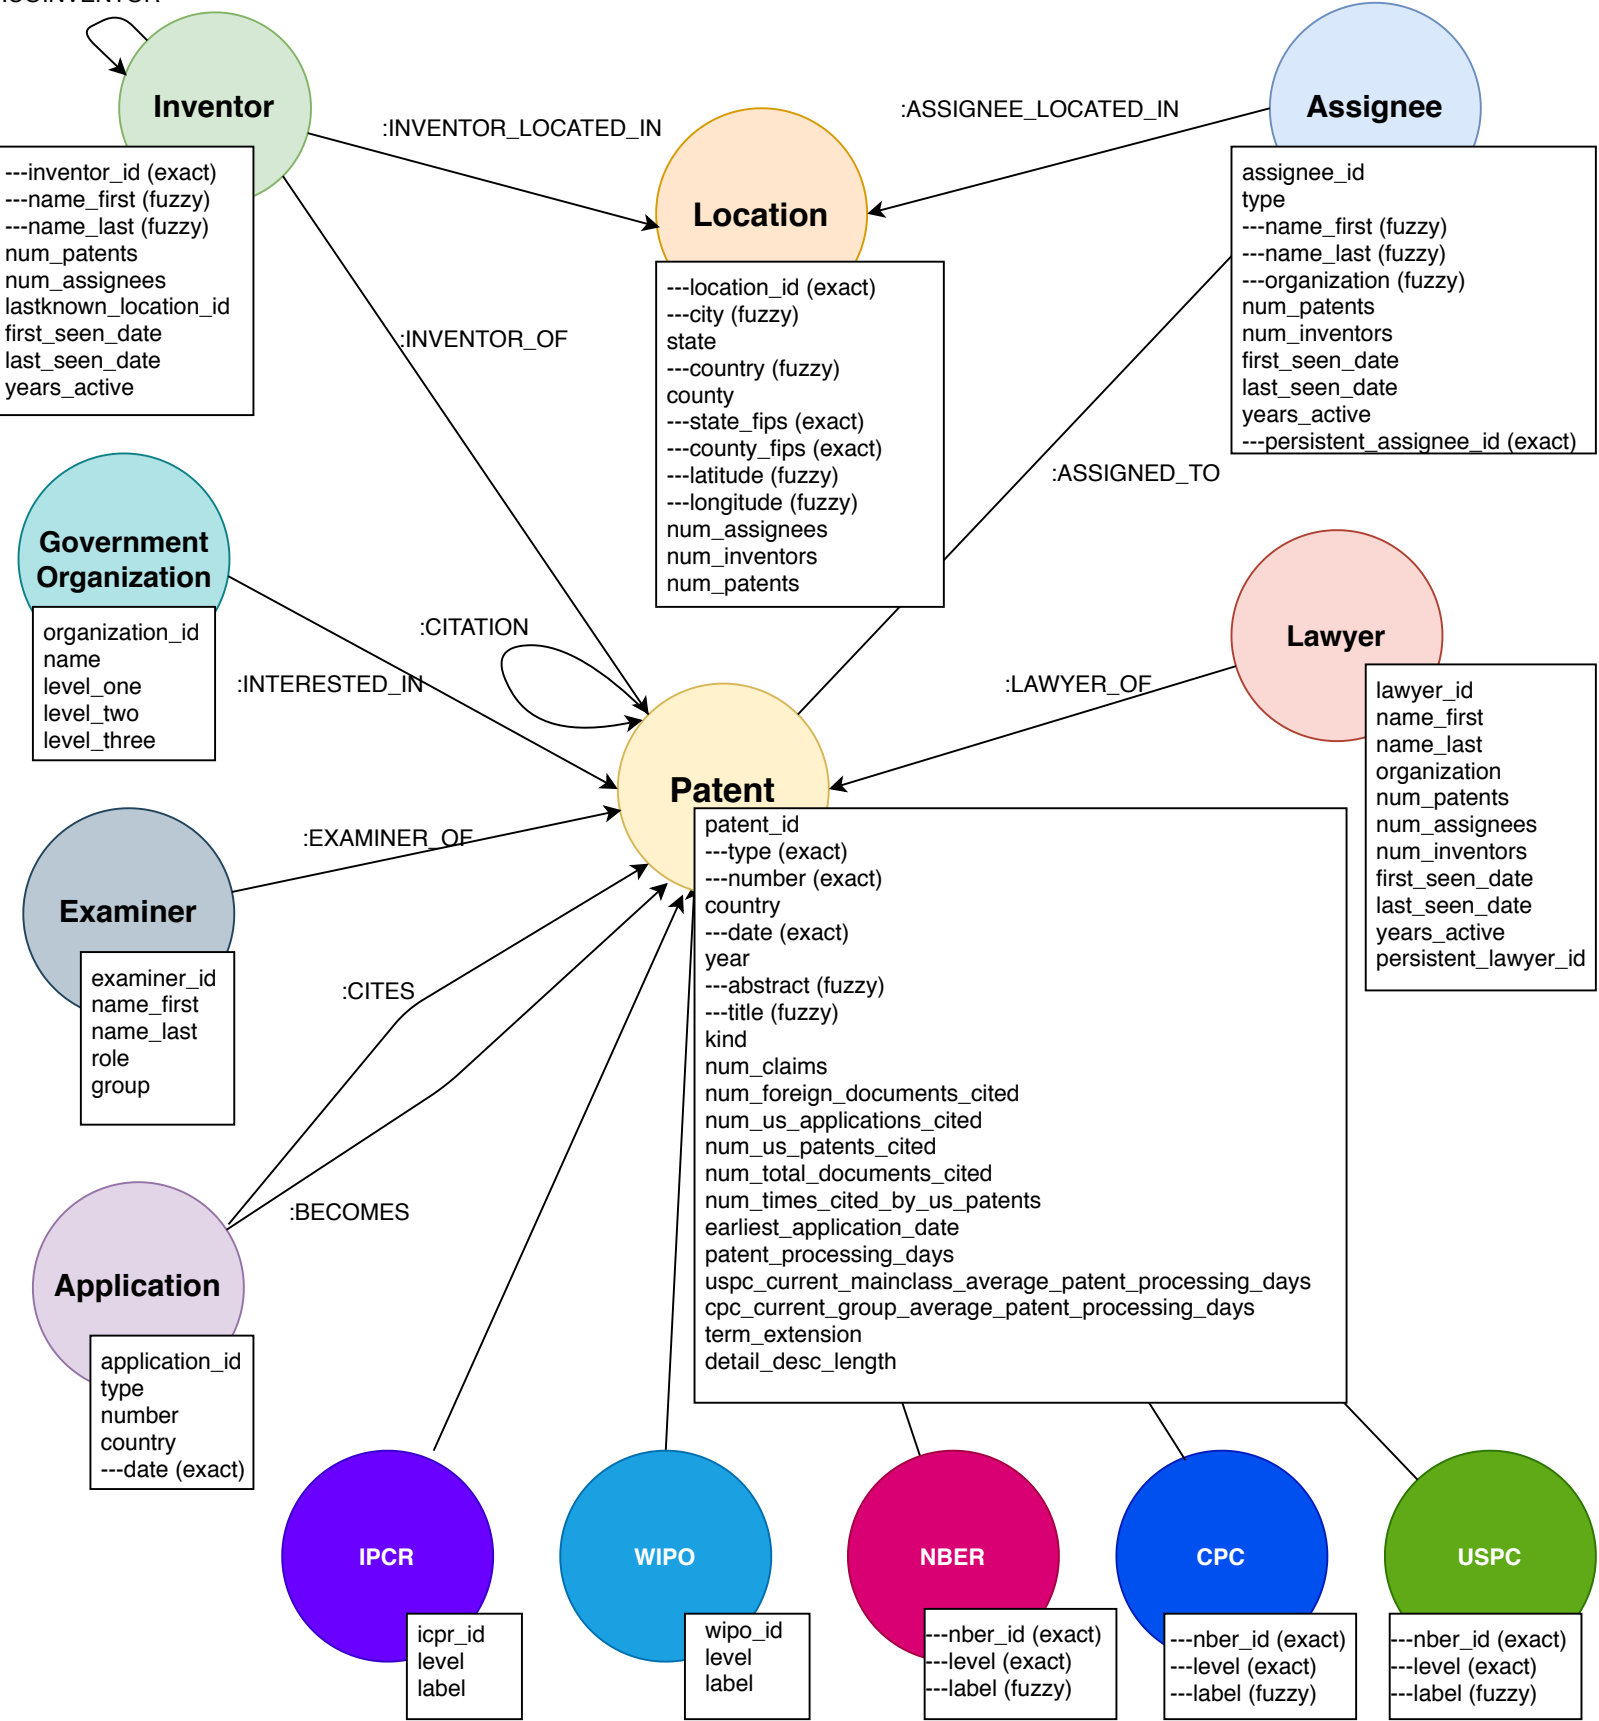 Inventor
---inventor_id (exact)
---name_first (fuzzy)
---name_last (fuzzy)
num_patents
num_assignees
lastknown_location_id
first_seen_date
last_seen_date
years_active
:INVENTOR_LOCATED_IN
:ASSIGNEE_LOCATED_IN
Assignee
assignee_id
type
---name_first (fuzzy)
---name_last (fuzzy)
---organization (fuzzy)
num_patents
num_inventors
first_seen_date
last_seen_date
years_active
---persistent_assignee_id (exact)
Location
---location_id (exact)
---city (fuzzy)
state
---country (fuzzy)
county
---state_fips (exact)
---county_fips (exact)
---latitude (fuzzy)
---longitude (fuzzy)
num_assignees
num_inventors
num_patents
:INVENTOR_OF
:ASSIGNED_TO
Government
Organization
organization_id
name
level_one
level_two
level_three
:CITATION
:INTERESTED_IN
Lawyer
:LAWYER_OF
lawyer_id
name_first
name_last
organization
num_patents
num_assignees
num_inventors
first_seen_date
last_seen_date
years_active
persistent_lawyer_id
Patent
patent_id
---type (exact)
---number (exact)
country
---date (exact)
year
---abstract (fuzzy)
---title (fuzzy)
kind
num_claims
num_foreign_documents_cited
num_us_applications_cited
num_us_patents_cited
num_total_documents_cited
num_times_cited_by_us_patents
earliest_application_date
patent_processing_days
uspc_current_mainclass_average_patent_processing_days
cpc_current_group_average_patent_processing_days
term_extension
detail_desc_length
:EXAMINER_OF
Examiner
examiner_id
name_first
name_last
role
group
:CITES
:BECOMES
Application
application_id
type
number
country
---date (exact)
IPCR
icpr_id
level
label
WIPO
wipo_id
level
label
NBER
---nber_id (exact)
---level (exact)
---label (fuzzy)
CPC
---nber_id (exact)
---level (exact)
---label (fuzzy)
USPC
---nber_id (exact)
---level (exact)
---label (fuzzy)